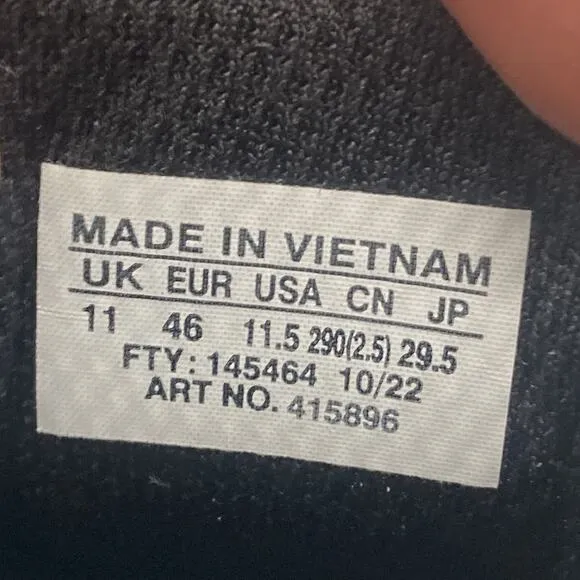 MADE IN VIETNAM
UK EUR USA CN JP
11 46 11.5 290(2.5) 29.5
FTY: 145464 10/22
ART NO. 415896